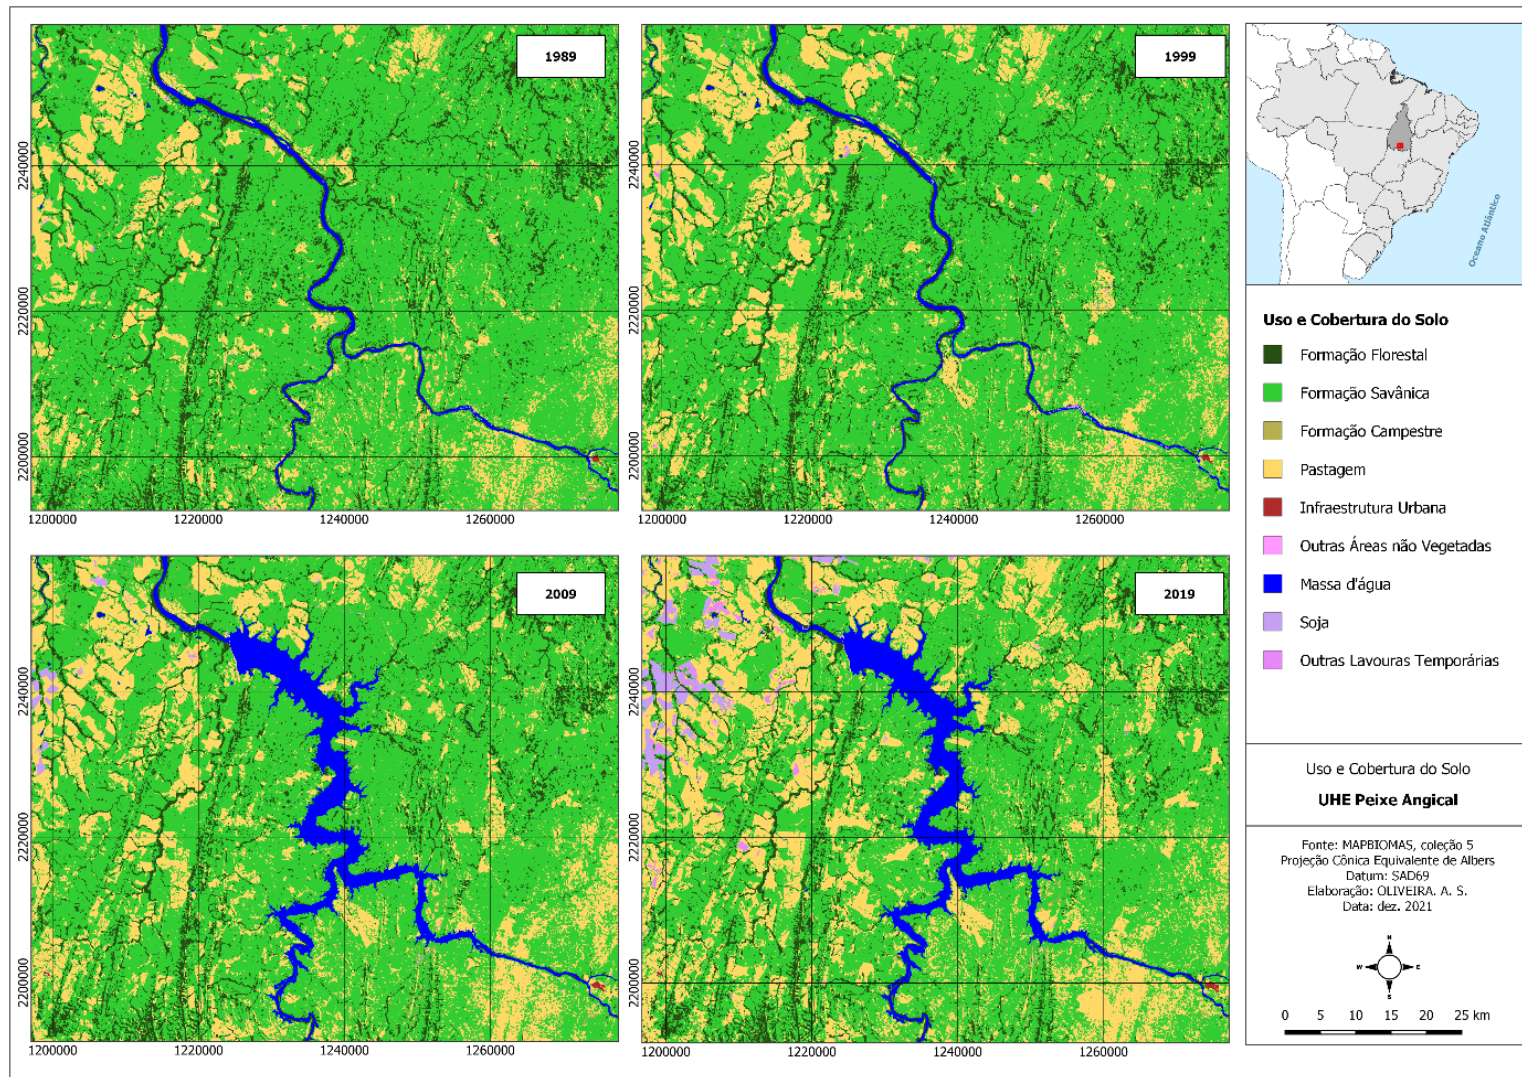 1989
1999
2240000
2220000
2200000
1200000
1220000
1240000
1260000
2240000
2220000
2200000
1200000
1220000
1240000
1260000
2009
2019
2240000
2220000
2200000
1200000
1220000
1240000
1260000
2240000
2220000
2200000
1200000
1220000
1240000
1260000
Oceano Atlântico
Uso e Cobertura do Solo
Formação Florestal
Formação Savânica
Formação Campestre
Pastagem
Infraestrutura Urbana
Outras Áreas não Vegetadas
Massa d'água
Soja
Outras Lavouras Temporárias
Uso e Cobertura do Solo
UHE Peixe Angical
Fonte: MAPBIOMAS, coleção 5
Projeção Cônica Equivalente de Albers
Datum: SAD69
Elaboração: OLIVEIRA. A. S.
Data: dez. 2021
N
W E
S
0 5 10 15 20 25 km